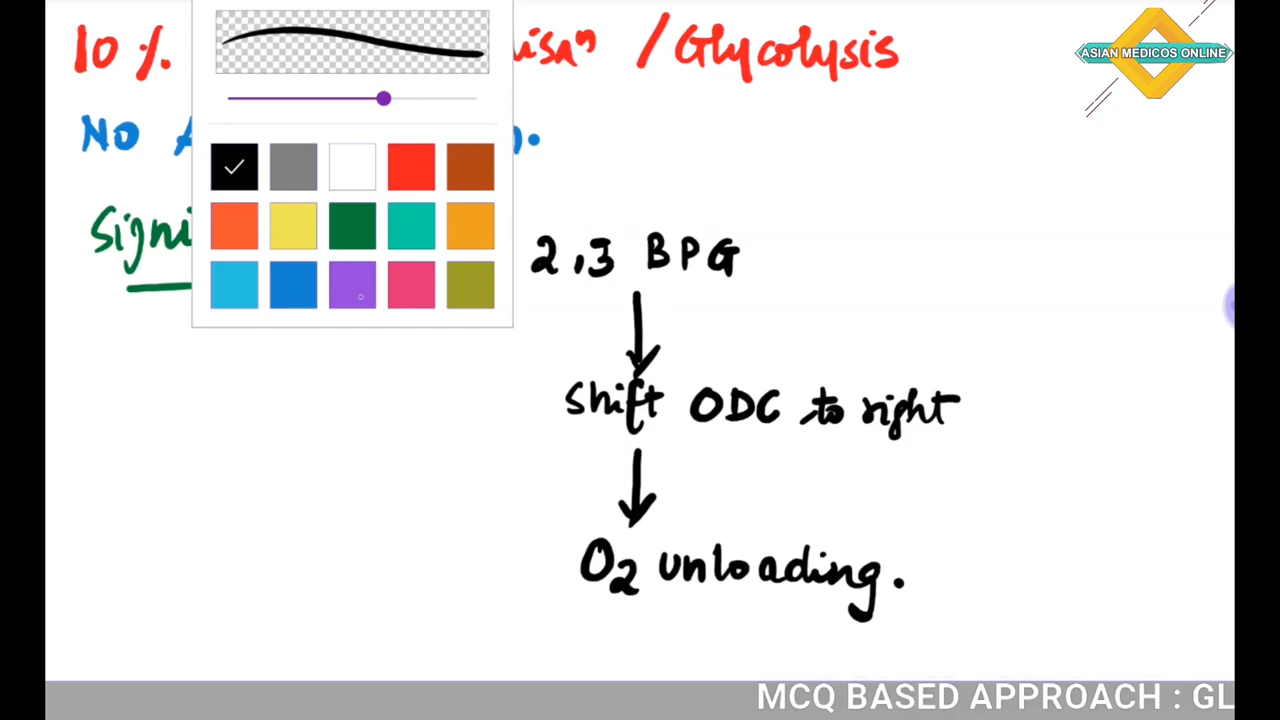 10 % / Glycolysis
ASIAN MEDICOS ONLINE
NO
Signi
2,3 BPG
shift ODC to right
O2 unloading.
MCQ BASED APPROACH : GL